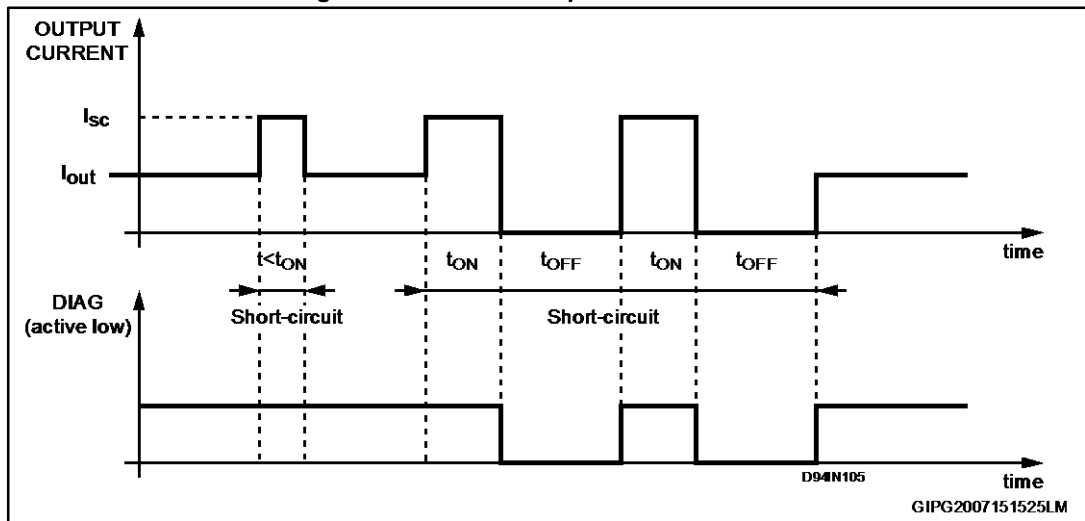 OUTPUT
CURRENT
Isc
Iout
time
t<tON
tON
tOFF
tON
tOFF
DIAG
(active low)
Short-circuit
Short-circuit
D94IN105
time
GIPG2007151525LM